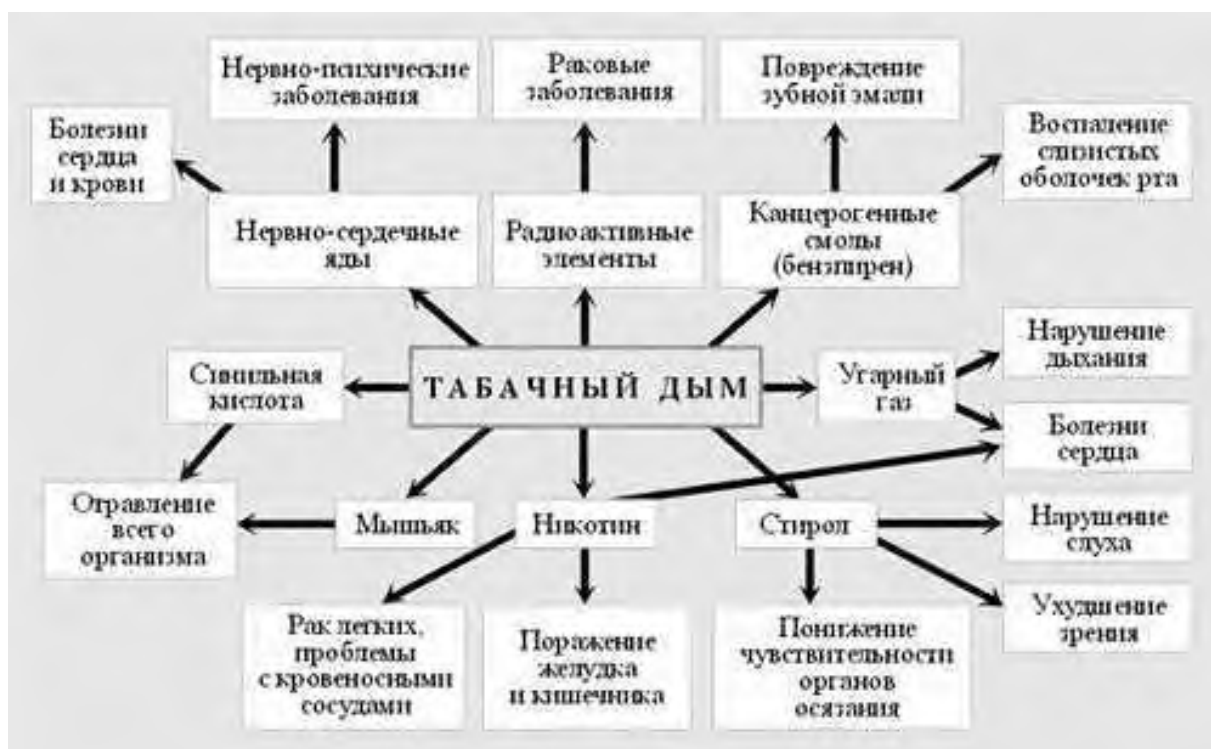 Нервно-психические
заболевания
Раковые
заболевания
Повреждение
зубной эмали
Болезни
сердца
и крови
Воспаление
слизистых
оболочек рта
Нервно-сердечные
яды
Радиоактивные
элементы
Канцерогенные
смолы
(бензпирен)
Синильная
кислота
ТАБАЧНЫЙ ДЫМ
Угарный
газ
Нарушение
дыхания
Болезни
сердца
Отравление
всего
организма
Мышьяк
Никотин
Стирол
Нарушение
слуха
Рак легких,
проблемы
с кровеносными
сосудами
Поражение
желудка
и кишечника
Понижение
чувствительности
органов
осязания
Ухудшение
зрения